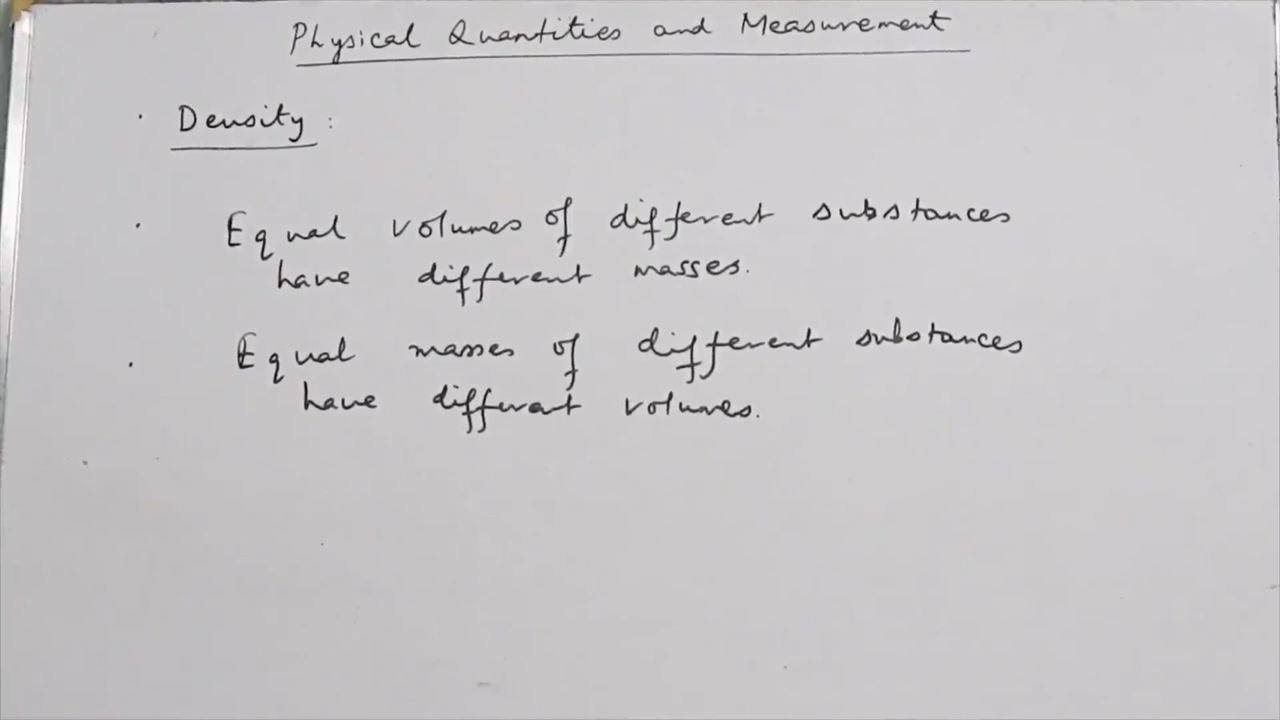 Physical Quantities and Measurement
· Density :
· Equal volumes of different substances
have different masses.
· Equal masses of different substances
have different volumes.